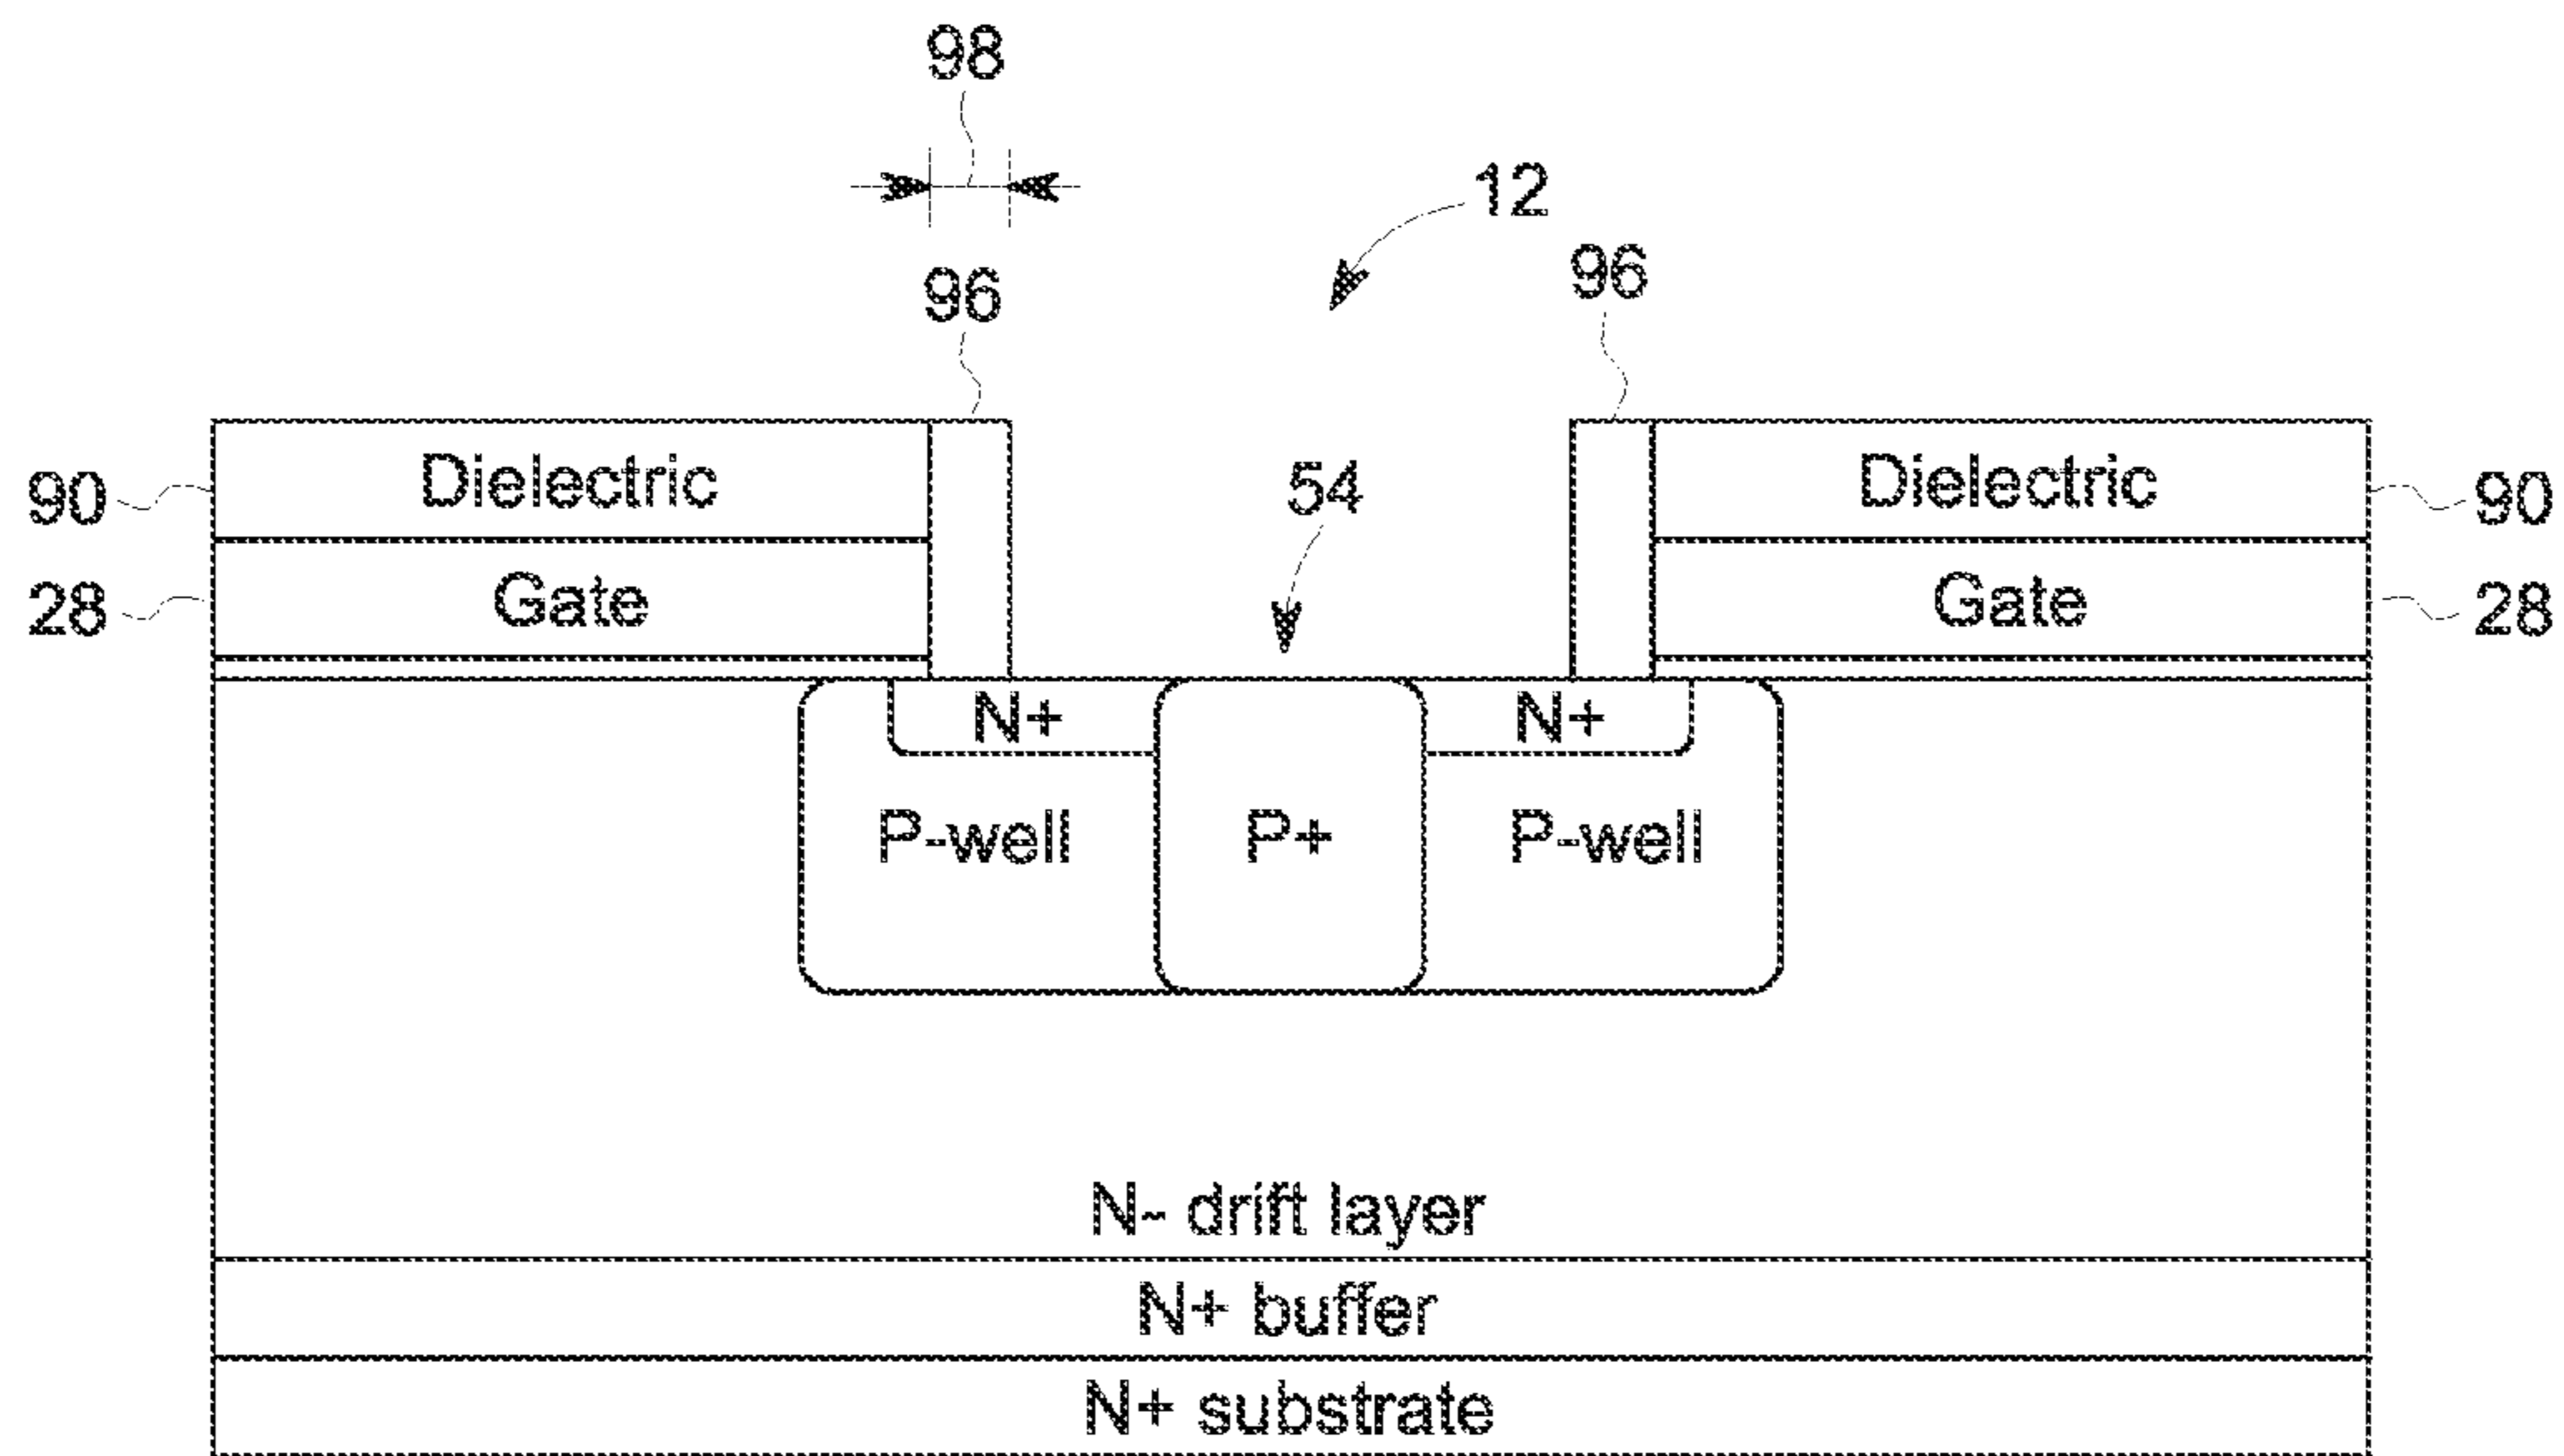 98
12
96
96
Dielectric
Dielectric
90
54
90
Gate
Gate
28
28
N+
N+
P-well
P+
P-well
N- drift layer
N+ buffer
N+ substrate